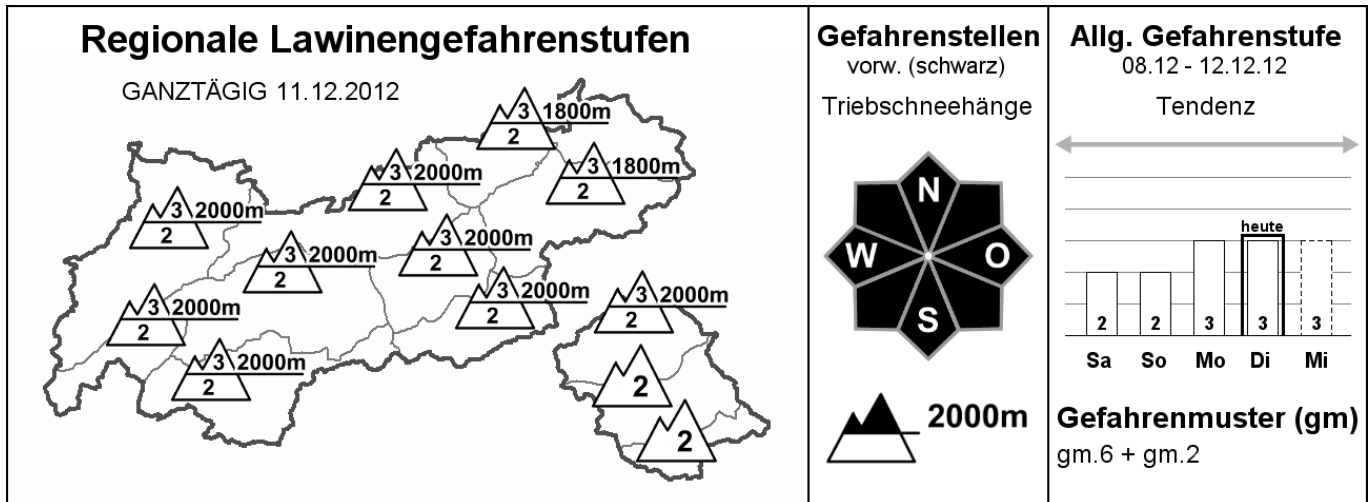 Regionale Lawinengefahrenstufen
GANZTÄGIG 11.12.2012
3 1800m
2
3 1800m
2
3 2000m
2
3 2000m
2
3 2000m
2
3 2000m
2
3 2000m
2
3 2000m
2
3 2000m
2
3 2000m
2
2
2
Gefahrenstellen
vorw. (schwarz)
Triebschneehänge
N
W O
S
2000m
Allg. Gefahrenstufe
08.12 - 12.12.12
Tendenz
heute
2 2 3 3 3
Sa So Mo Di Mi
Gefahrenmuster (gm)
gm.6 + gm.2